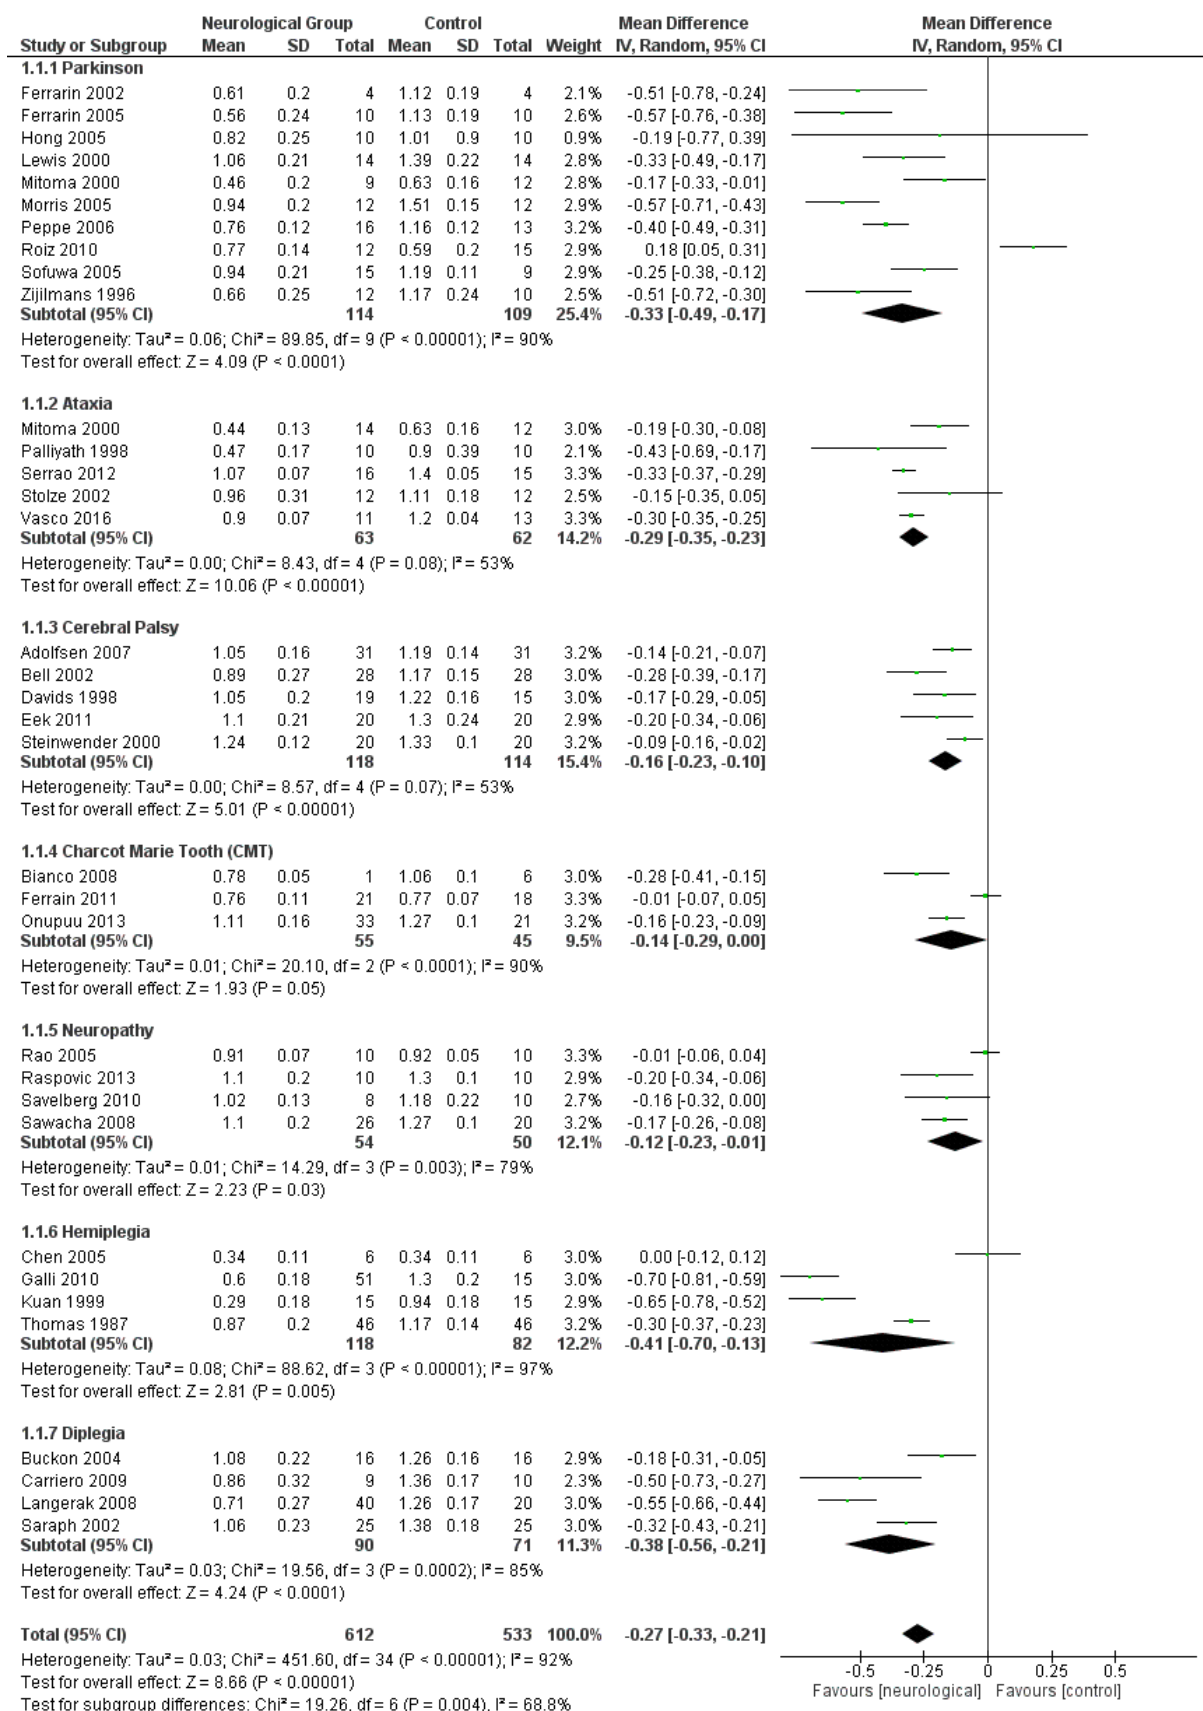 Neurological Group Control Mean Difference Mean Difference
Study or Subgroup Mean SD Total Mean SD Total Weight IV, Random, 95% CI IV, Random, 95% CI
1.1.1 Parkinson
Ferrarin 2002 0.61 0.2 4 1.12 0.19 4 2.1% -0.51 [-0.78, -0.24]
Ferrarin 2005 0.56 0.24 10 1.13 0.19 10 2.6% -0.57 [-0.76, -0.38]
Hong 2005 0.82 0.25 10 1.01 0.9 10 0.9% -0.19 [-0.77, 0.39]
Lewis 2000 1.06 0.21 14 1.39 0.22 14 2.8% -0.33 [-0.49, -0.17]
Mitoma 2000 0.46 0.2 9 0.63 0.16 12 2.8% -0.17 [-0.33, -0.01]
Morris 2005 0.94 0.2 12 1.51 0.15 12 2.9% -0.57 [-0.71, -0.43]
Peppe 2006 0.76 0.12 16 1.16 0.12 13 3.2% -0.40 [-0.49, -0.31]
Roiz 2010 0.77 0.14 12 0.59 0.2 15 2.9% 0.18 [0.05, 0.31]
Sofuwa 2005 0.94 0.21 15 1.19 0.11 9 2.9% -0.25 [-0.38, -0.12]
Zijilmans 1996 0.66 0.25 12 1.17 0.24 10 2.5% -0.51 [-0.72, -0.30]
Subtotal (95% CI) 114 109 25.4% -0.33 [-0.49, -0.17]
Heterogeneity: Tau² = 0.06; Chi² = 89.85, df = 9 (P < 0.00001); I² = 90%
Test for overall effect: Z = 4.09 (P < 0.0001)
1.1.2 Ataxia
Mitoma 2000 0.44 0.13 14 0.63 0.16 12 3.0% -0.19 [-0.30, -0.08]
Palliyath 1998 0.47 0.17 10 0.9 0.39 10 2.1% -0.43 [-0.69, -0.17]
Serrao 2012 1.07 0.07 16 1.4 0.05 15 3.3% -0.33 [-0.37, -0.29]
Stolze 2002 0.96 0.31 12 1.11 0.18 12 2.5% -0.15 [-0.35, 0.05]
Vasco 2016 0.9 0.07 11 1.2 0.04 13 3.3% -0.30 [-0.35, -0.25]
Subtotal (95% CI) 63 62 14.2% -0.29 [-0.35, -0.23]
Heterogeneity: Tau² = 0.00; Chi² = 8.43, df = 4 (P = 0.08); I² = 53%
Test for overall effect: Z = 10.06 (P < 0.00001)
1.1.3 Cerebral Palsy
Adolfsen 2007 1.05 0.16 31 1.19 0.14 31 3.2% -0.14 [-0.21, -0.07]
Bell 2002 0.89 0.27 28 1.17 0.15 28 3.0% -0.28 [-0.39, -0.17]
Davids 1998 1.05 0.2 19 1.22 0.16 15 3.0% -0.17 [-0.29, -0.05]
Eek 2011 1.1 0.21 20 1.3 0.24 20 2.9% -0.20 [-0.34, -0.06]
Steinwender 2000 1.24 0.12 20 1.33 0.1 20 3.2% -0.09 [-0.16, -0.02]
Subtotal (95% CI) 118 114 15.4% -0.16 [-0.23, -0.10]
Heterogeneity: Tau² = 0.00; Chi² = 8.57, df = 4 (P = 0.07); I² = 53%
Test for overall effect: Z = 5.01 (P < 0.00001)
1.1.4 Charcot Marie Tooth (CMT)
Bianco 2008 0.78 0.05 1 1.06 0.1 6 3.0% -0.28 [-0.41, -0.15]
Ferrain 2011 0.76 0.11 21 0.77 0.07 18 3.3% -0.01 [-0.07, 0.05]
Onupuu 2013 1.11 0.16 33 1.27 0.1 21 3.2% -0.16 [-0.23, -0.09]
Subtotal (95% CI) 55 45 9.5% -0.14 [-0.29, 0.00]
Heterogeneity: Tau² = 0.01; Chi² = 20.10, df = 2 (P < 0.0001); I² = 90%
Test for overall effect: Z = 1.93 (P = 0.05)
1.1.5 Neuropathy
Rao 2005 0.91 0.07 10 0.92 0.05 10 3.3% -0.01 [-0.06, 0.04]
Raspovic 2013 1.1 0.2 10 1.3 0.1 10 2.9% -0.20 [-0.34, -0.06]
Savelberg 2010 1.02 0.13 8 1.18 0.22 10 2.7% -0.16 [-0.32, 0.00]
Sawacha 2008 1.1 0.2 26 1.27 0.1 20 3.2% -0.17 [-0.26, -0.08]
Subtotal (95% CI) 54 50 12.1% -0.12 [-0.23, -0.01]
Heterogeneity: Tau² = 0.01; Chi² = 14.29, df = 3 (P = 0.003); I² = 79%
Test for overall effect: Z = 2.23 (P = 0.03)
1.1.6 Hemiplegia
Chen 2005 0.34 0.11 6 0.34 0.11 6 3.0% 0.00 [-0.12, 0.12]
Galli 2010 0.6 0.18 51 1.3 0.2 15 3.0% -0.70 [-0.81, -0.59]
Kuan 1999 0.29 0.18 15 0.94 0.18 15 2.9% -0.65 [-0.78, -0.52]
Thomas 1987 0.87 0.2 46 1.17 0.14 46 3.2% -0.30 [-0.37, -0.23]
Subtotal (95% CI) 118 82 12.2% -0.41 [-0.70, -0.13]
Heterogeneity: Tau² = 0.08; Chi² = 88.62, df = 3 (P < 0.00001); I² = 97%
Test for overall effect: Z = 2.81 (P = 0.005)
1.1.7 Diplegia
Buckon 2004 1.08 0.22 16 1.26 0.16 16 2.9% -0.18 [-0.31, -0.05]
Carriero 2009 0.86 0.32 9 1.36 0.17 10 2.3% -0.50 [-0.73, -0.27]
Langerak 2008 0.71 0.27 40 1.26 0.17 20 3.0% -0.55 [-0.66, -0.44]
Saraph 2002 1.06 0.23 25 1.38 0.18 25 3.0% -0.32 [-0.43, -0.21]
Subtotal (95% CI) 90 71 11.3% -0.38 [-0.56, -0.21]
Heterogeneity: Tau² = 0.03; Chi² = 19.56, df = 3 (P = 0.0002); I² = 85%
Test for overall effect: Z = 4.24 (P < 0.0001)
Total (95% CI) 612 533 100.0% -0.27 [-0.33, -0.21]
Heterogeneity: Tau² = 0.03; Chi² = 451.60, df = 34 (P < 0.00001); I² = 92%
Test for overall effect: Z = 8.66 (P < 0.00001)
Test for subgroup differences: Chi² = 19.26, df = 6 (P = 0.004), I² = 68.8%
-0.5 -0.25 0 0.25 0.5
Favours [neurological] Favours [control]